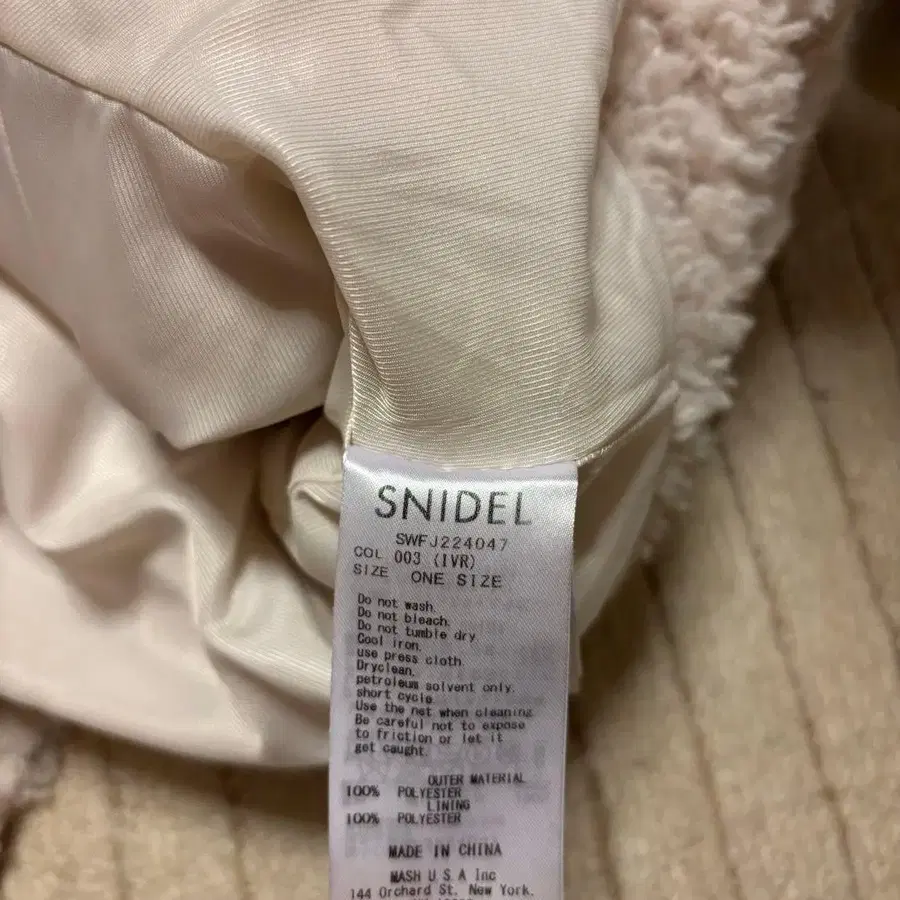 SNIDEL
SWFJ224047
COL 003 (IVR)
SIZE ONE SIZE
Do not wash.
Do not bleach.
Do not tumble dry
Cool iron.
use press cloth
Dryclean,
petroleum solvent only,
short cycle.
Use the net when cleaning
Be careful not to expose
to friction or let it
get caught.
OUTER MATERIAL
100% POLYESTER
LINING
100% POLYESTER
MADE IN CHINA
MASH U.S.A Inc
144 Orchard St. New York.